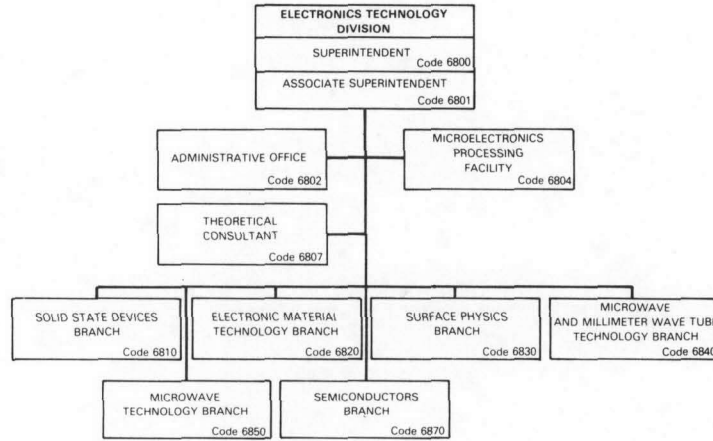 ELECTRONICS TECHNOLOGY
DIVISION
SUPERINTENDENT
Code 6800
ASSOCIATE SUPERINTENDENT
Code 6801
ADMINISTRATIVE OFFICE
Code 6802
MICROELECTRONICS
PROCESSING
FACILITY
Code 6804
THEORETICAL
CONSULTANT
Code 6807
SOLID STATE DEVICES
BRANCH
Code 6810
ELECTRONIC MATERIAL
TECHNOLOGY BRANCH
Code 6820
SURFACE PHYSICS
BRANCH
Code 6830
MICROWAVE
AND MILLIMETER WAVE TUBE
TECHNOLOGY BRANCH
Code 6840
MICROWAVE
TECHNOLOGY BRANCH
Code 6850
SEMICONDUCTORS
BRANCH
Code 6870